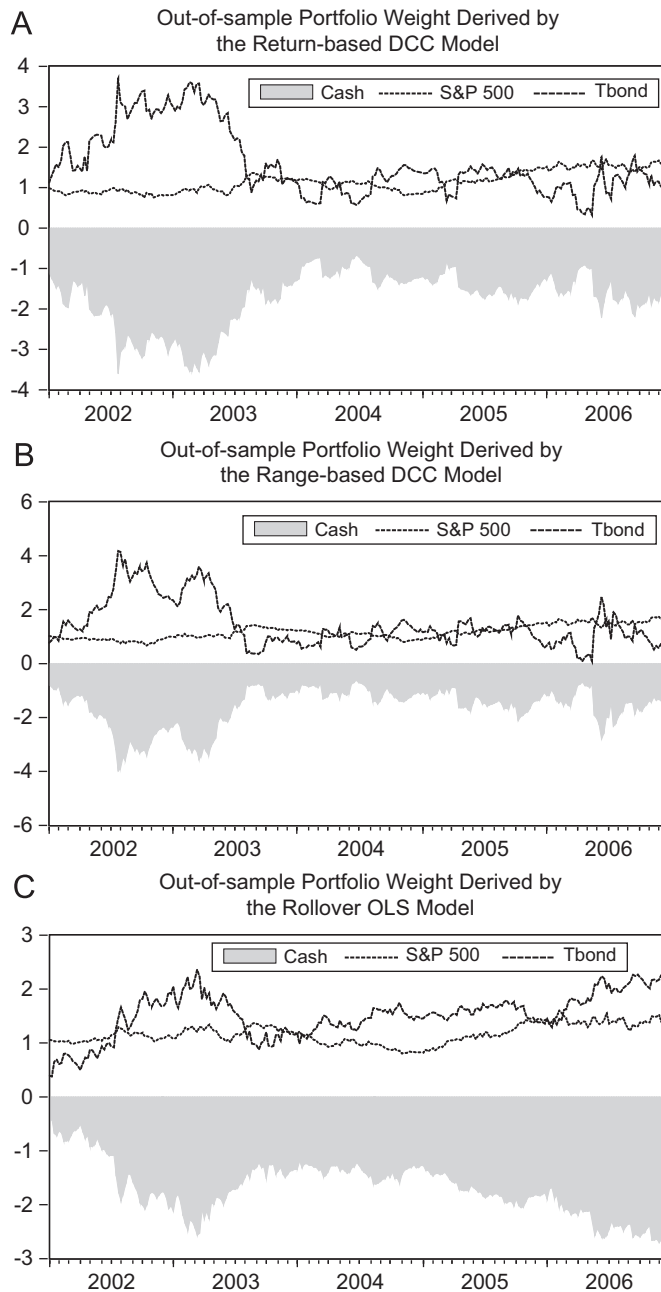 A
Out-of-sample Portfolio Weight Derived by
the Return-based DCC Model
Cash S&P 500 Tbond
4
3
2
1
0
-1
-2
-3
-4
2002 2003 2004 2005 2006
B
Out-of-sample Portfolio Weight Derived by
the Range-based DCC Model
Cash S&P 500 Tbond
6
4
2
0
-2
-4
-6
2002 2003 2004 2005 2006
C
Out-of-sample Portfolio Weight Derived by
the Rollover OLS Model
Cash S&P 500 Tbond
3
2
1
0
-1
-2
-3
2002 2003 2004 2005 2006